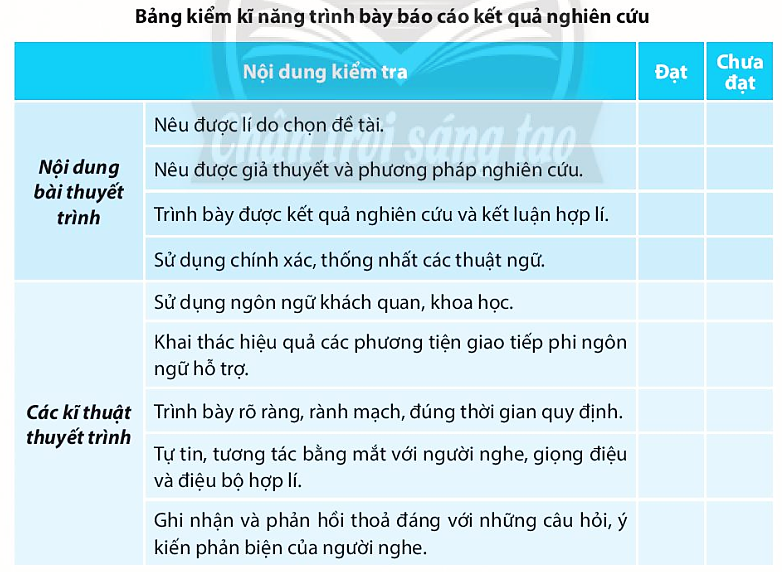 Bảng kiểm kĩ năng trình bày báo cáo kết quả nghiên cứu
Nội dung kiểm tra
Đạt
Chưa
đạt
Chân trời sáng tạo
Nội dung
bài thuyết
trình
Nêu được lí do chọn đề tài.
Nêu được giả thuyết và phương pháp nghiên cứu.
Trình bày được kết quả nghiên cứu và kết luận hợp lí.
Sử dụng chính xác, thống nhất các thuật ngữ.
Các kĩ thuật
thuyết trình
Sử dụng ngôn ngữ khách quan, khoa học.
Khai thác hiệu quả các phương tiện giao tiếp phi ngôn
ngữ hỗ trợ.
Trình bày rõ ràng, rành mạch, đúng thời gian quy định.
Tự tin, tương tác bằng mắt với người nghe, giọng điệu
và điệu bộ hợp lí.
Ghi nhận và phản hồi thoả đáng với những câu hỏi, ý
kiến phản biện của người nghe.